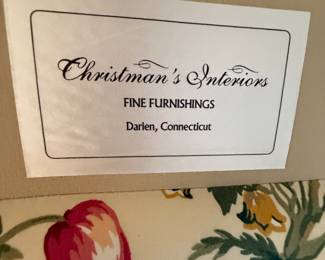 Christman's Interiors
FINE FURNISHINGS
Darien, Connecticut